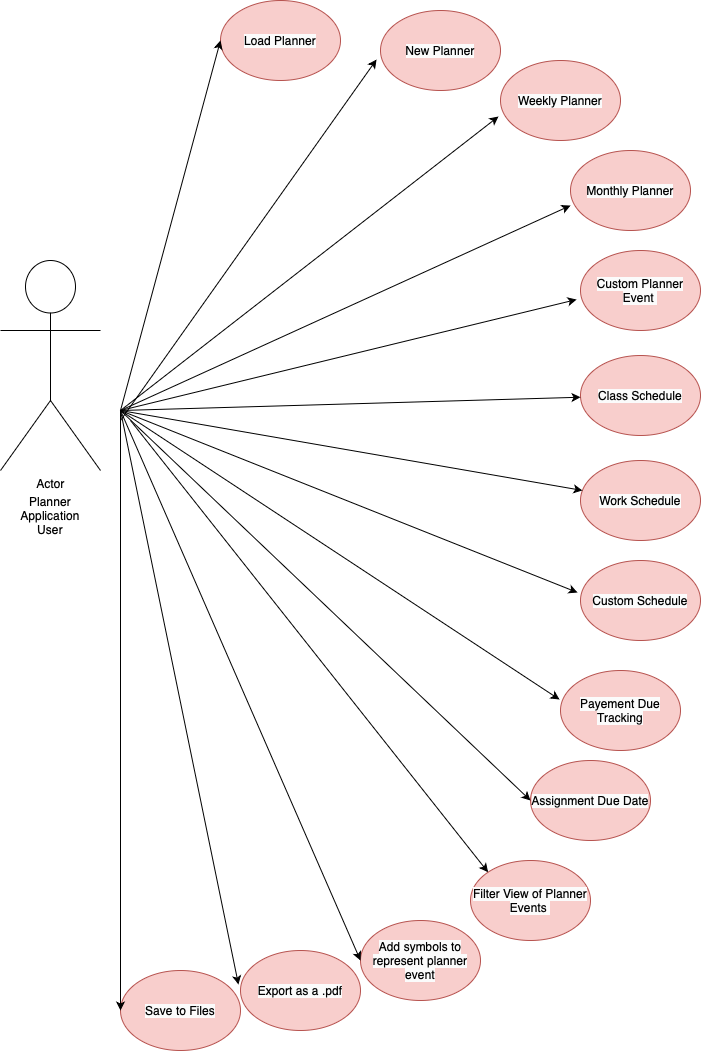 Load Planner
New Planner
Weekly Planner
Monthly Planner
Custom Planner
Event
Class Schedule
Actor
Planner
Application
User
Work Schedule
Custom Schedule
Payement Due
Tracking
Assignment Due Date
Filter View of Planner
Events
Add symbols to
represent planner
event
Export as a .pdf
Save to Files